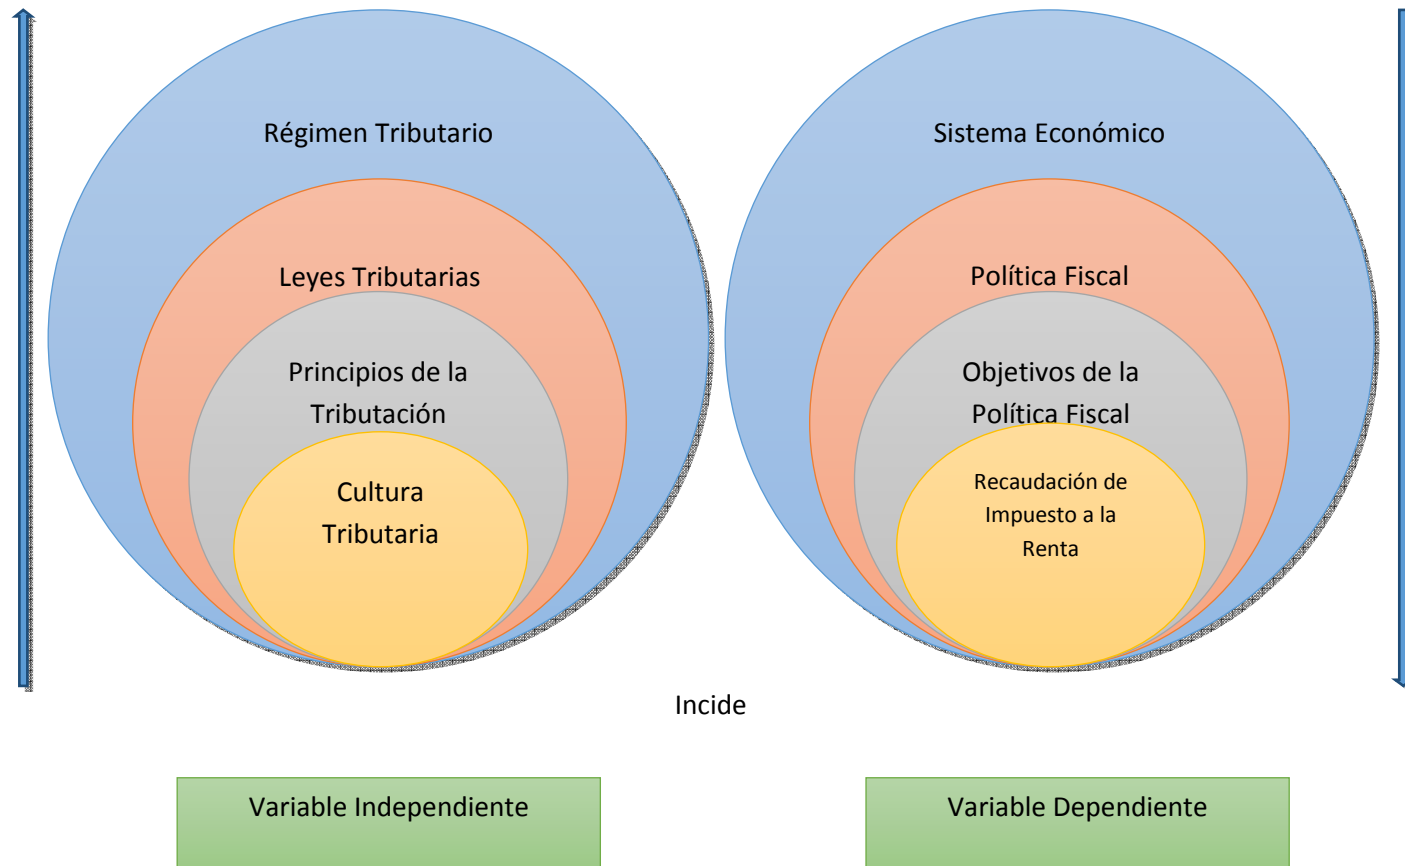 Régimen Tributario
Leyes Tributarias
Principios de la
Tributación
Cultura
Tributaria
Sistema Económico
Política Fiscal
Objetivos de la
Política Fiscal
Recaudación de
Impuesto a la
Renta
Incide
Variable Independiente
Variable Dependiente